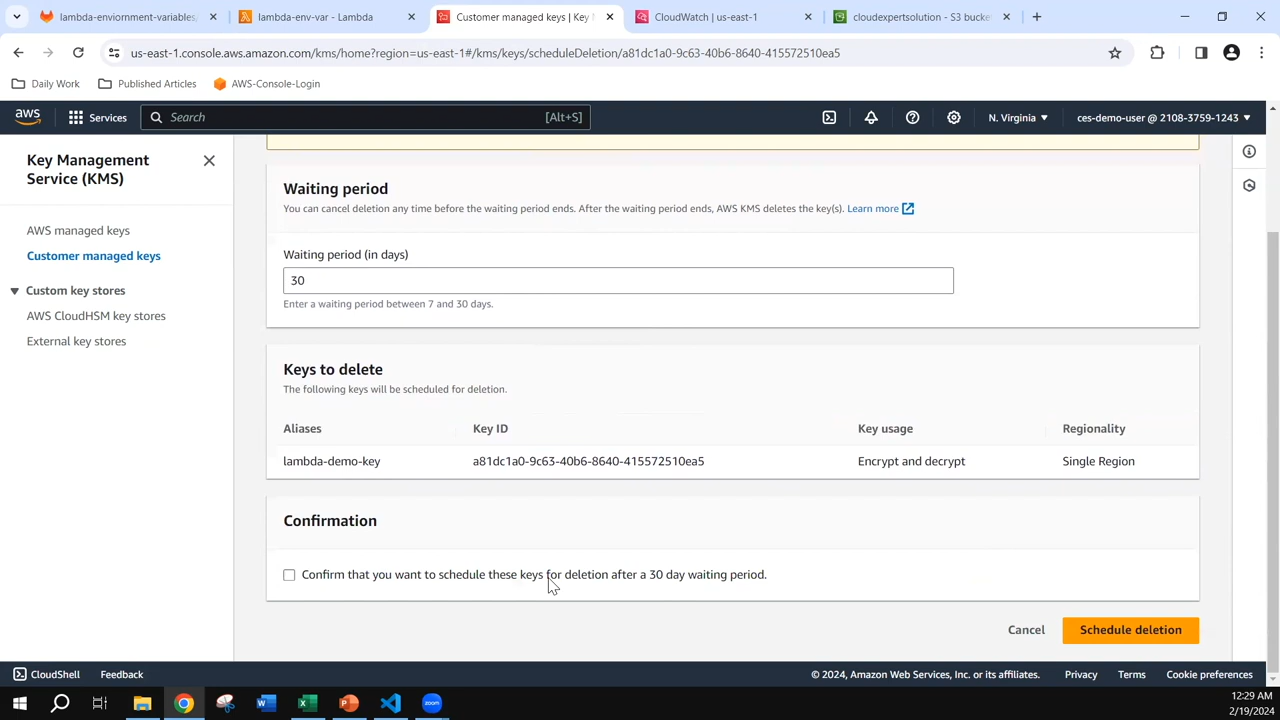 lambda-enviornment-variables/
lambda-env-var - Lambda
Customer managed keys | Key M
CloudWatch | us-east-1
cloudexpertsolution - S3 bucket
us-east-1.console.aws.amazon.com/kms/home?region=us-east-1#/kms/keys/scheduleDeletion/a81dc1a0-9c63-40b6-8640-415572510ea5
Daily Work
Published Articles
AWS-Console-Login
aws
Services
Search
[Alt+S]
N. Virginia
ces-demo-user @ 2108-3759-1243
Key Management
Service (KMS)
AWS managed keys
Customer managed keys
Custom key stores
AWS CloudHSM key stores
External key stores
Waiting period
You can cancel deletion any time before the waiting period ends. After the waiting period ends, AWS KMS deletes the key(s). Learn more
Waiting period (in days)
30
Enter a waiting period between 7 and 30 days.
Keys to delete
The following keys will be scheduled for deletion.
Aliases Key ID Key usage Regionality
lambda-demo-key a81dc1a0-9c63-40b6-8640-415572510ea5 Encrypt and decrypt Single Region
Confirmation
Confirm that you want to schedule these keys for deletion after a 30 day waiting period.
Cancel
Schedule deletion
CloudShell
Feedback
© 2024, Amazon Web Services, Inc. or its affiliates.
Privacy
Terms
Cookie preferences
zoom
12:29 AM
2/19/2024